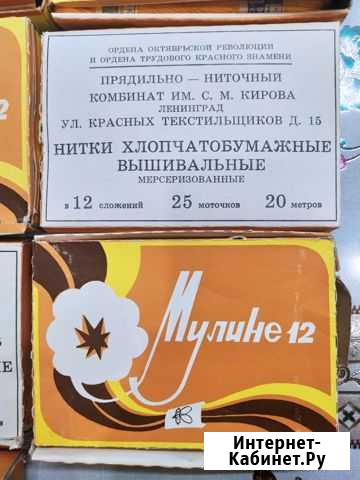 ОРДЕНА ОКТЯБРЬСКОЙ РЕВОЛЮЦИИ
И ОРДЕНА ТРУДОВОГО КРАСНОГО ЗНАМЕНИ
ПРЯДИЛЬНО — НИТОЧНЫЙ
КОМБИНАТ ИМ. С. М. КИРОВА
ЛЕНИНГРАД
УЛ. КРАСНЫХ ТЕКСТИЛЬЩИКОВ Д. 15
НИТКИ ХЛОПЧАТОБУМАЖНЫЕ
ВЫШИВАЛЬНЫЕ
МЕРСЕРИЗОВАННЫЕ
в 12 сложений 25 моточков 20 метров
12
Мулине 12
Интернет-
Кабинет.Ру